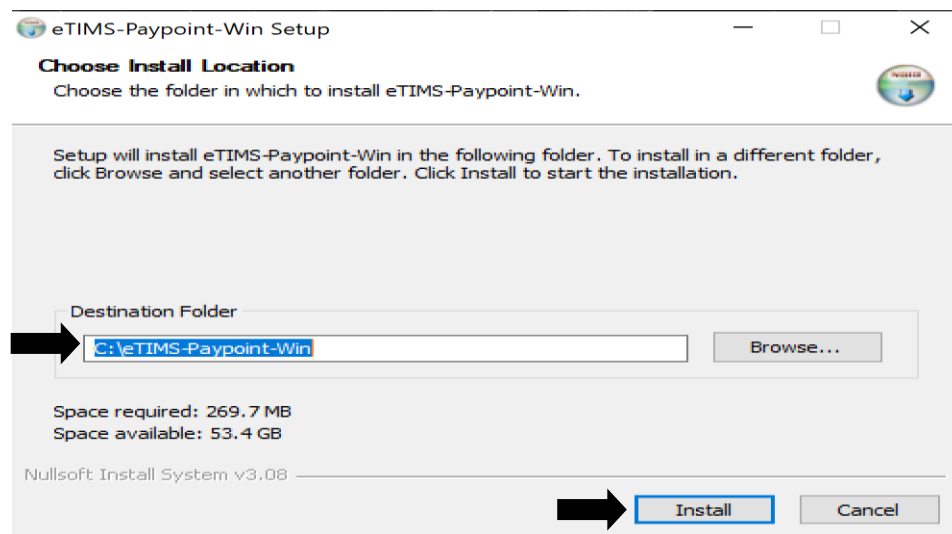 eTIMS-Paypoint-Win Setup
Choose Install Location
Choose the folder in which to install eTIMS-Paypoint-Win.
Setup will install eTIMS-Paypoint-Win in the following folder. To install in a different folder,
click Browse and select another folder. Click Install to start the installation.
Destination Folder
C:\eTIMS-Paypoint-Win
Browse...
Space required: 269.7 MB
Space available: 53.4 GB
Nullsoft Install System v3.08
Install
Cancel